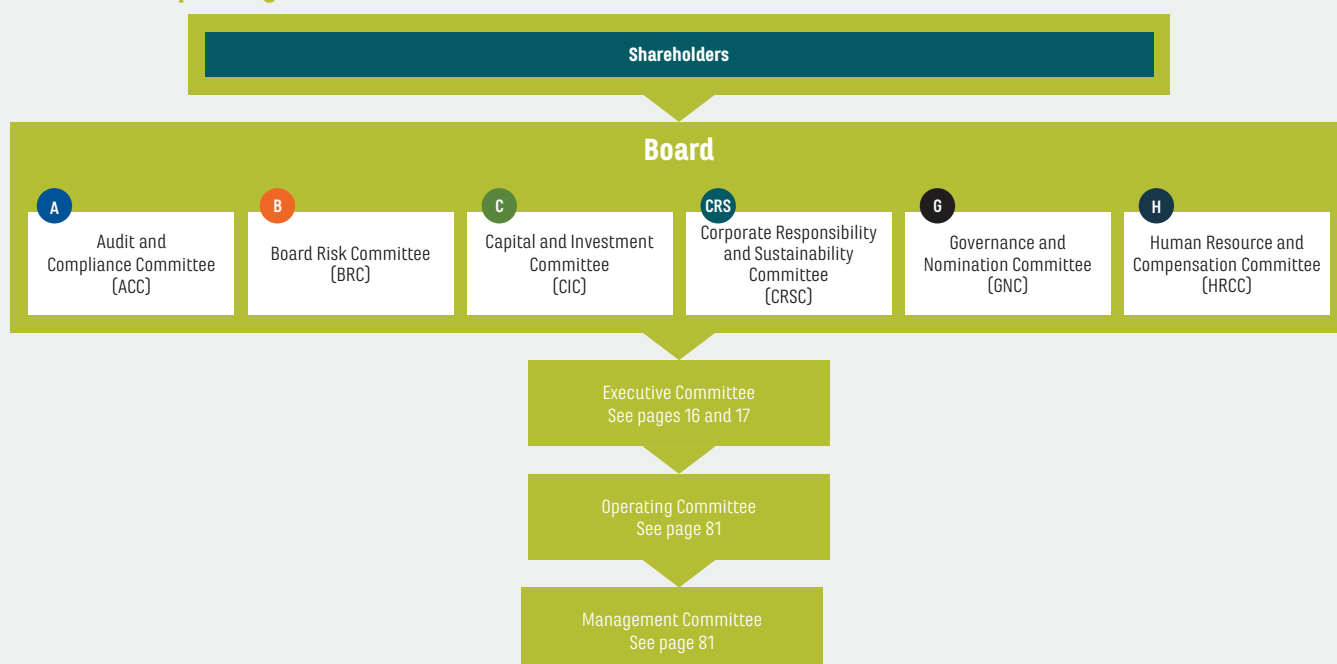 Shareholders
Board
A
Audit and
Compliance Committee
(ACC)
B
Board Risk Committee
(BRC)
C
Capital and Investment
Committee
(CIC)
CRS
Corporate Responsibility
and Sustainability
Committee
(CRSC)
G
Governance and
Nomination Committee
(GNC)
H
Human Resource and
Compensation Committee
(HRCC)
Executive Committee
See pages 16 and 17
Operating Committee
See page 81
Management Committee
See page 81